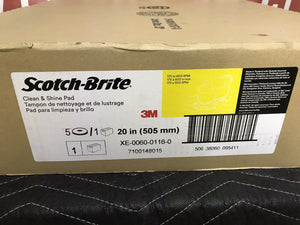 Scotch-Brite™
Clean & Shine Pad
Tampon de nettoyage et de lustrage
Pad para limpieza y brillo
3M
5 / 1
20 in (505 mm)
1
XE-0060-0116-0
7100148015